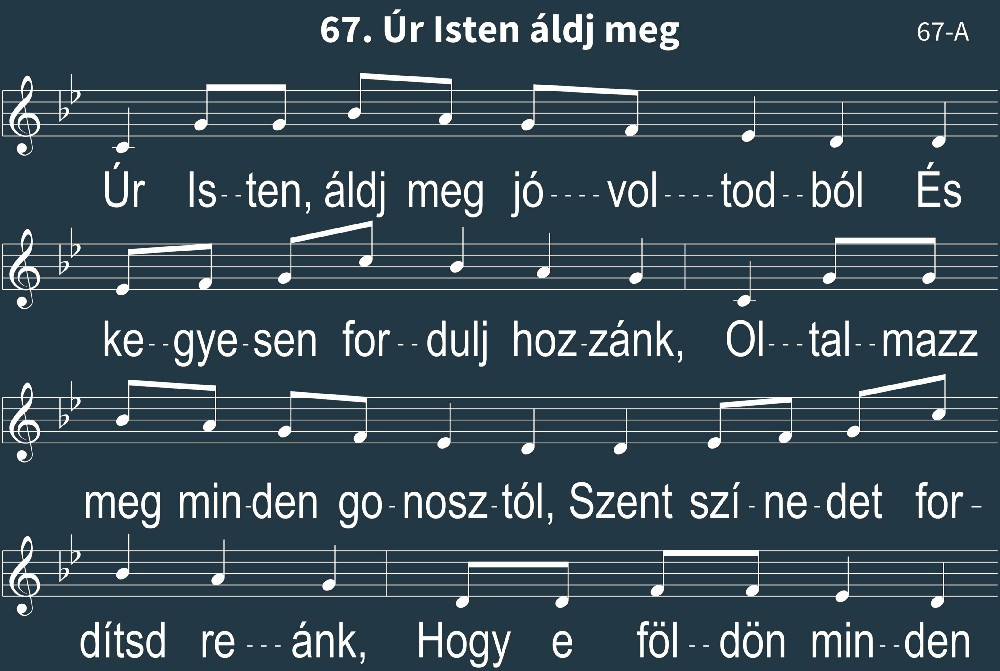 67. Úr Isten áldj meg
67-A
Úr Is--ten, áldj meg jó----vol----tod--ból És
ke--gye-sen for--dulj hoz-zánk, Ol---tal--mazz
meg min-den go-nosz-tól, Szent szí-ne-det for-
dítsd re---ánk, Hogy e föl--dön min--den